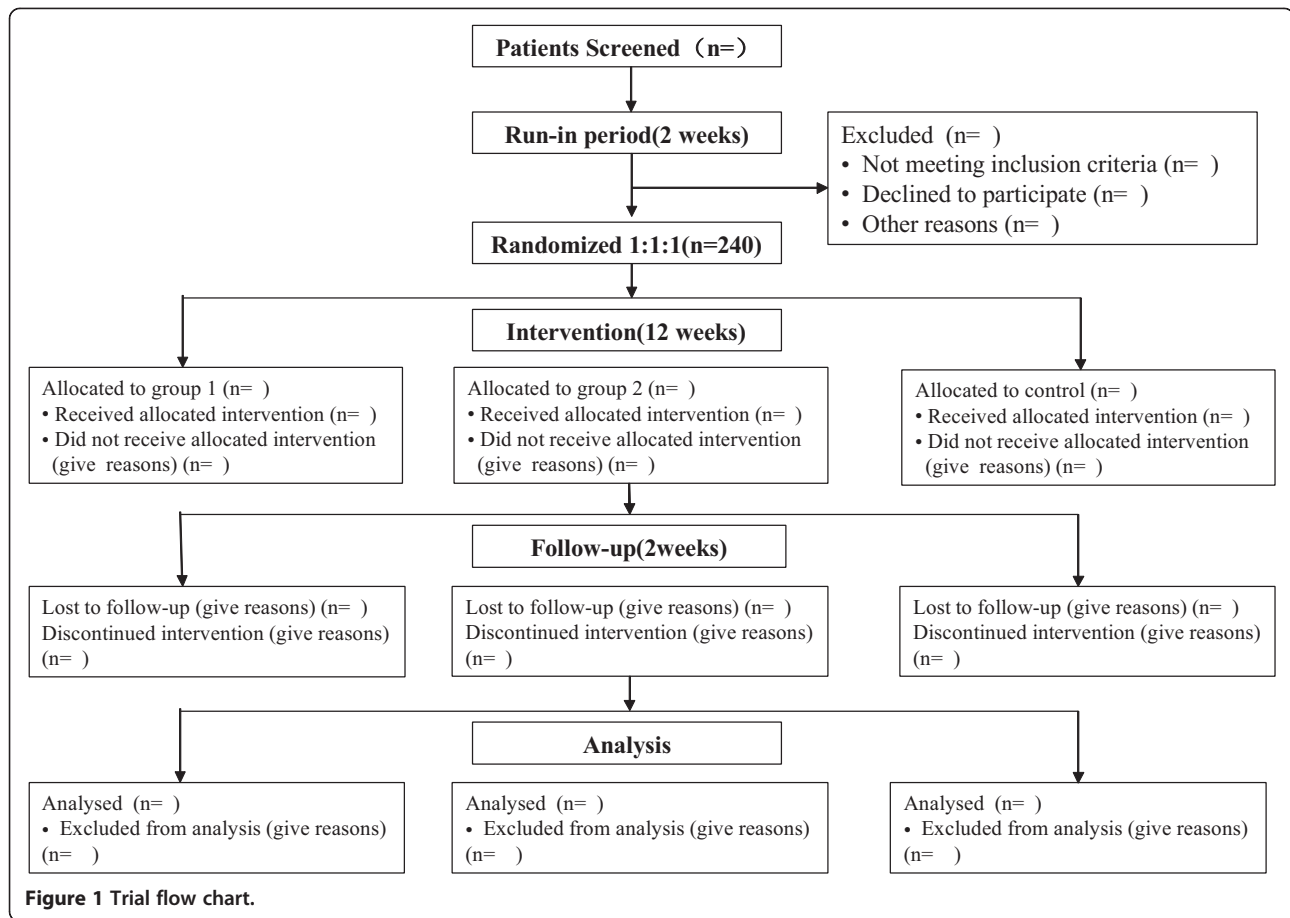 Patients Screened （n=）
Run-in period(2 weeks)
Excluded (n= )
• Not meeting inclusion criteria (n= )
• Declined to participate (n= )
• Other reasons (n= )
Randomized 1:1:1(n=240)
Intervention(12 weeks)
Allocated to group 1 (n= )
• Received allocated intervention (n= )
• Did not receive allocated intervention
(give reasons) (n= )
Allocated to group 2 (n= )
• Received allocated intervention (n= )
• Did not receive allocated intervention
(give reasons) (n= )
Allocated to control (n= )
• Received allocated intervention (n= )
• Did not receive allocated intervention
(give reasons) (n= )
Follow-up(2weeks)
Lost to follow-up (give reasons) (n= )
Discontinued intervention (give reasons)
(n= )
Lost to follow-up (give reasons) (n= )
Discontinued intervention (give reasons)
(n= )
Lost to follow-up (give reasons) (n= )
Discontinued intervention (give reasons)
(n= )
Analysis
Analysed (n= )
• Excluded from analysis (give reasons)
(n= )
Analysed (n= )
• Excluded from analysis (give reasons)
(n= )
Analysed (n= )
• Excluded from analysis (give reasons)
(n= )
Figure 1 Trial flow chart.